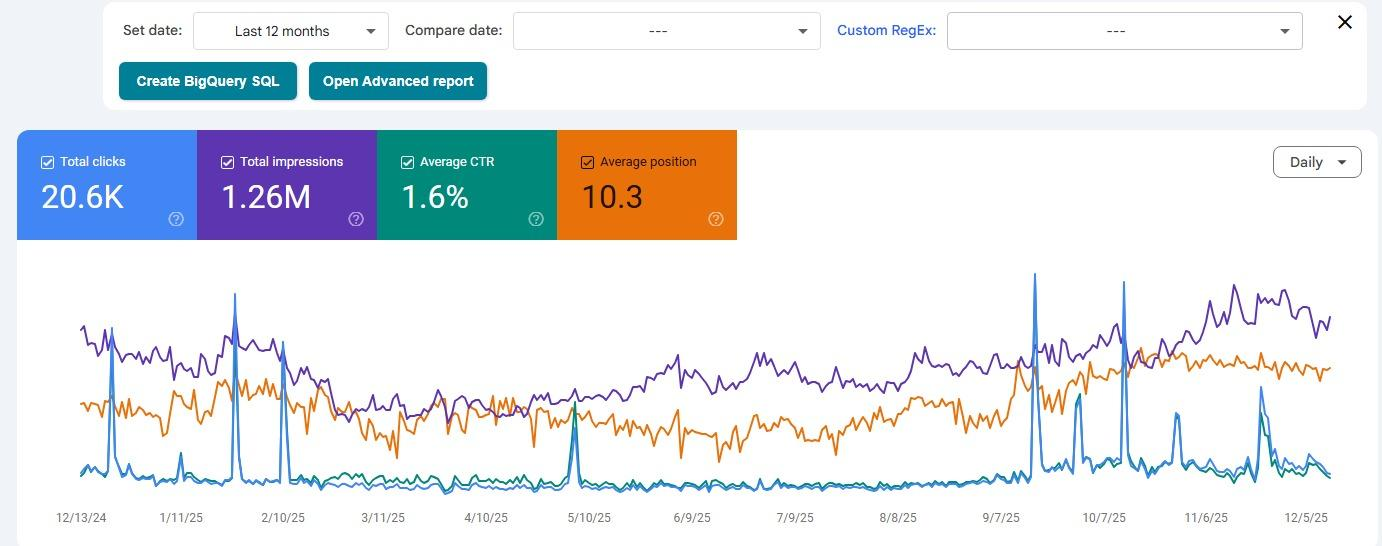 Set date: Last 12 months Compare date: --- Custom RegEx: ---
Create BigQuery SQL Open Advanced report
Total clicks Total impressions Average CTR Average position
20.6K 1.26M 1.6% 10.3
Daily
12/13/24 1/11/25 2/10/25 3/11/25 4/10/25 5/10/25 6/9/25 7/9/25 8/8/25 9/7/25 10/7/25 11/6/25 12/5/25